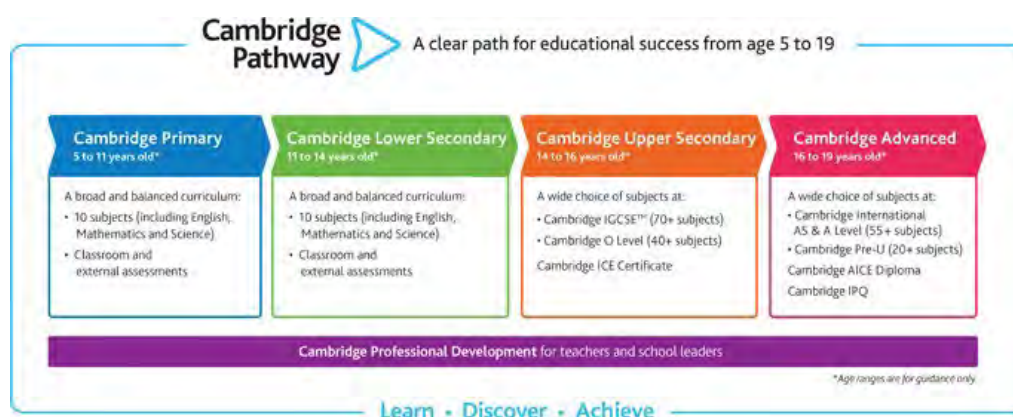 Cambridge
Pathway
A clear path for educational success from age 5 to 19
Cambridge Primary
5 to 11 years old*
A broad and balanced curriculum:
• 10 subjects (including English,
Mathematics and Science)
• Classroom and
external assessments
Cambridge Lower Secondary
11 to 14 years old*
A broad and balanced curriculum:
• 10 subjects (including English,
Mathematics and Science)
• Classroom and
external assessments
Cambridge Upper Secondary
14 to 16 years old*
A wide choice of subjects at:
• Cambridge IGCSE™ (70+ subjects)
• Cambridge O Level (40+ subjects)
Cambridge ICE Certificate
Cambridge Advanced
16 to 19 years old*
A wide choice of subjects at:
• Cambridge International
AS & A Level (55+ subjects)
• Cambridge Pre-U (20+ subjects)
Cambridge AICE Diploma
Cambridge IPQ
Cambridge Professional Development for teachers and school leaders
*Age ranges are for guidance only
Learn • Discover • Achieve